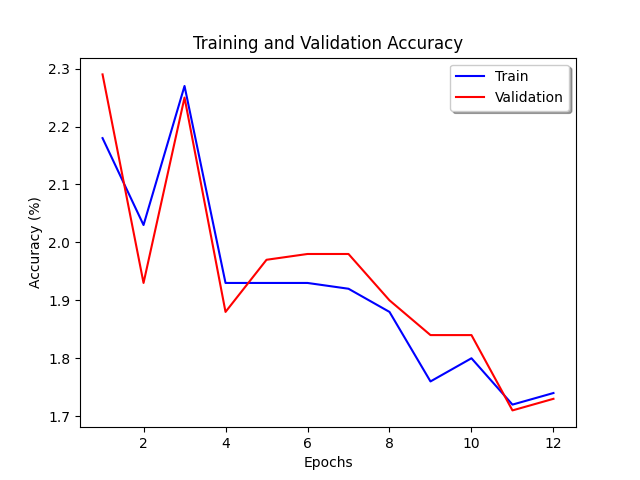 Training and Validation Accuracy
Train
Validation
Accuracy (%)
2.3
2.2
2.1
2.0
1.9
1.8
1.7
2 4 6 8 10 12
Epochs